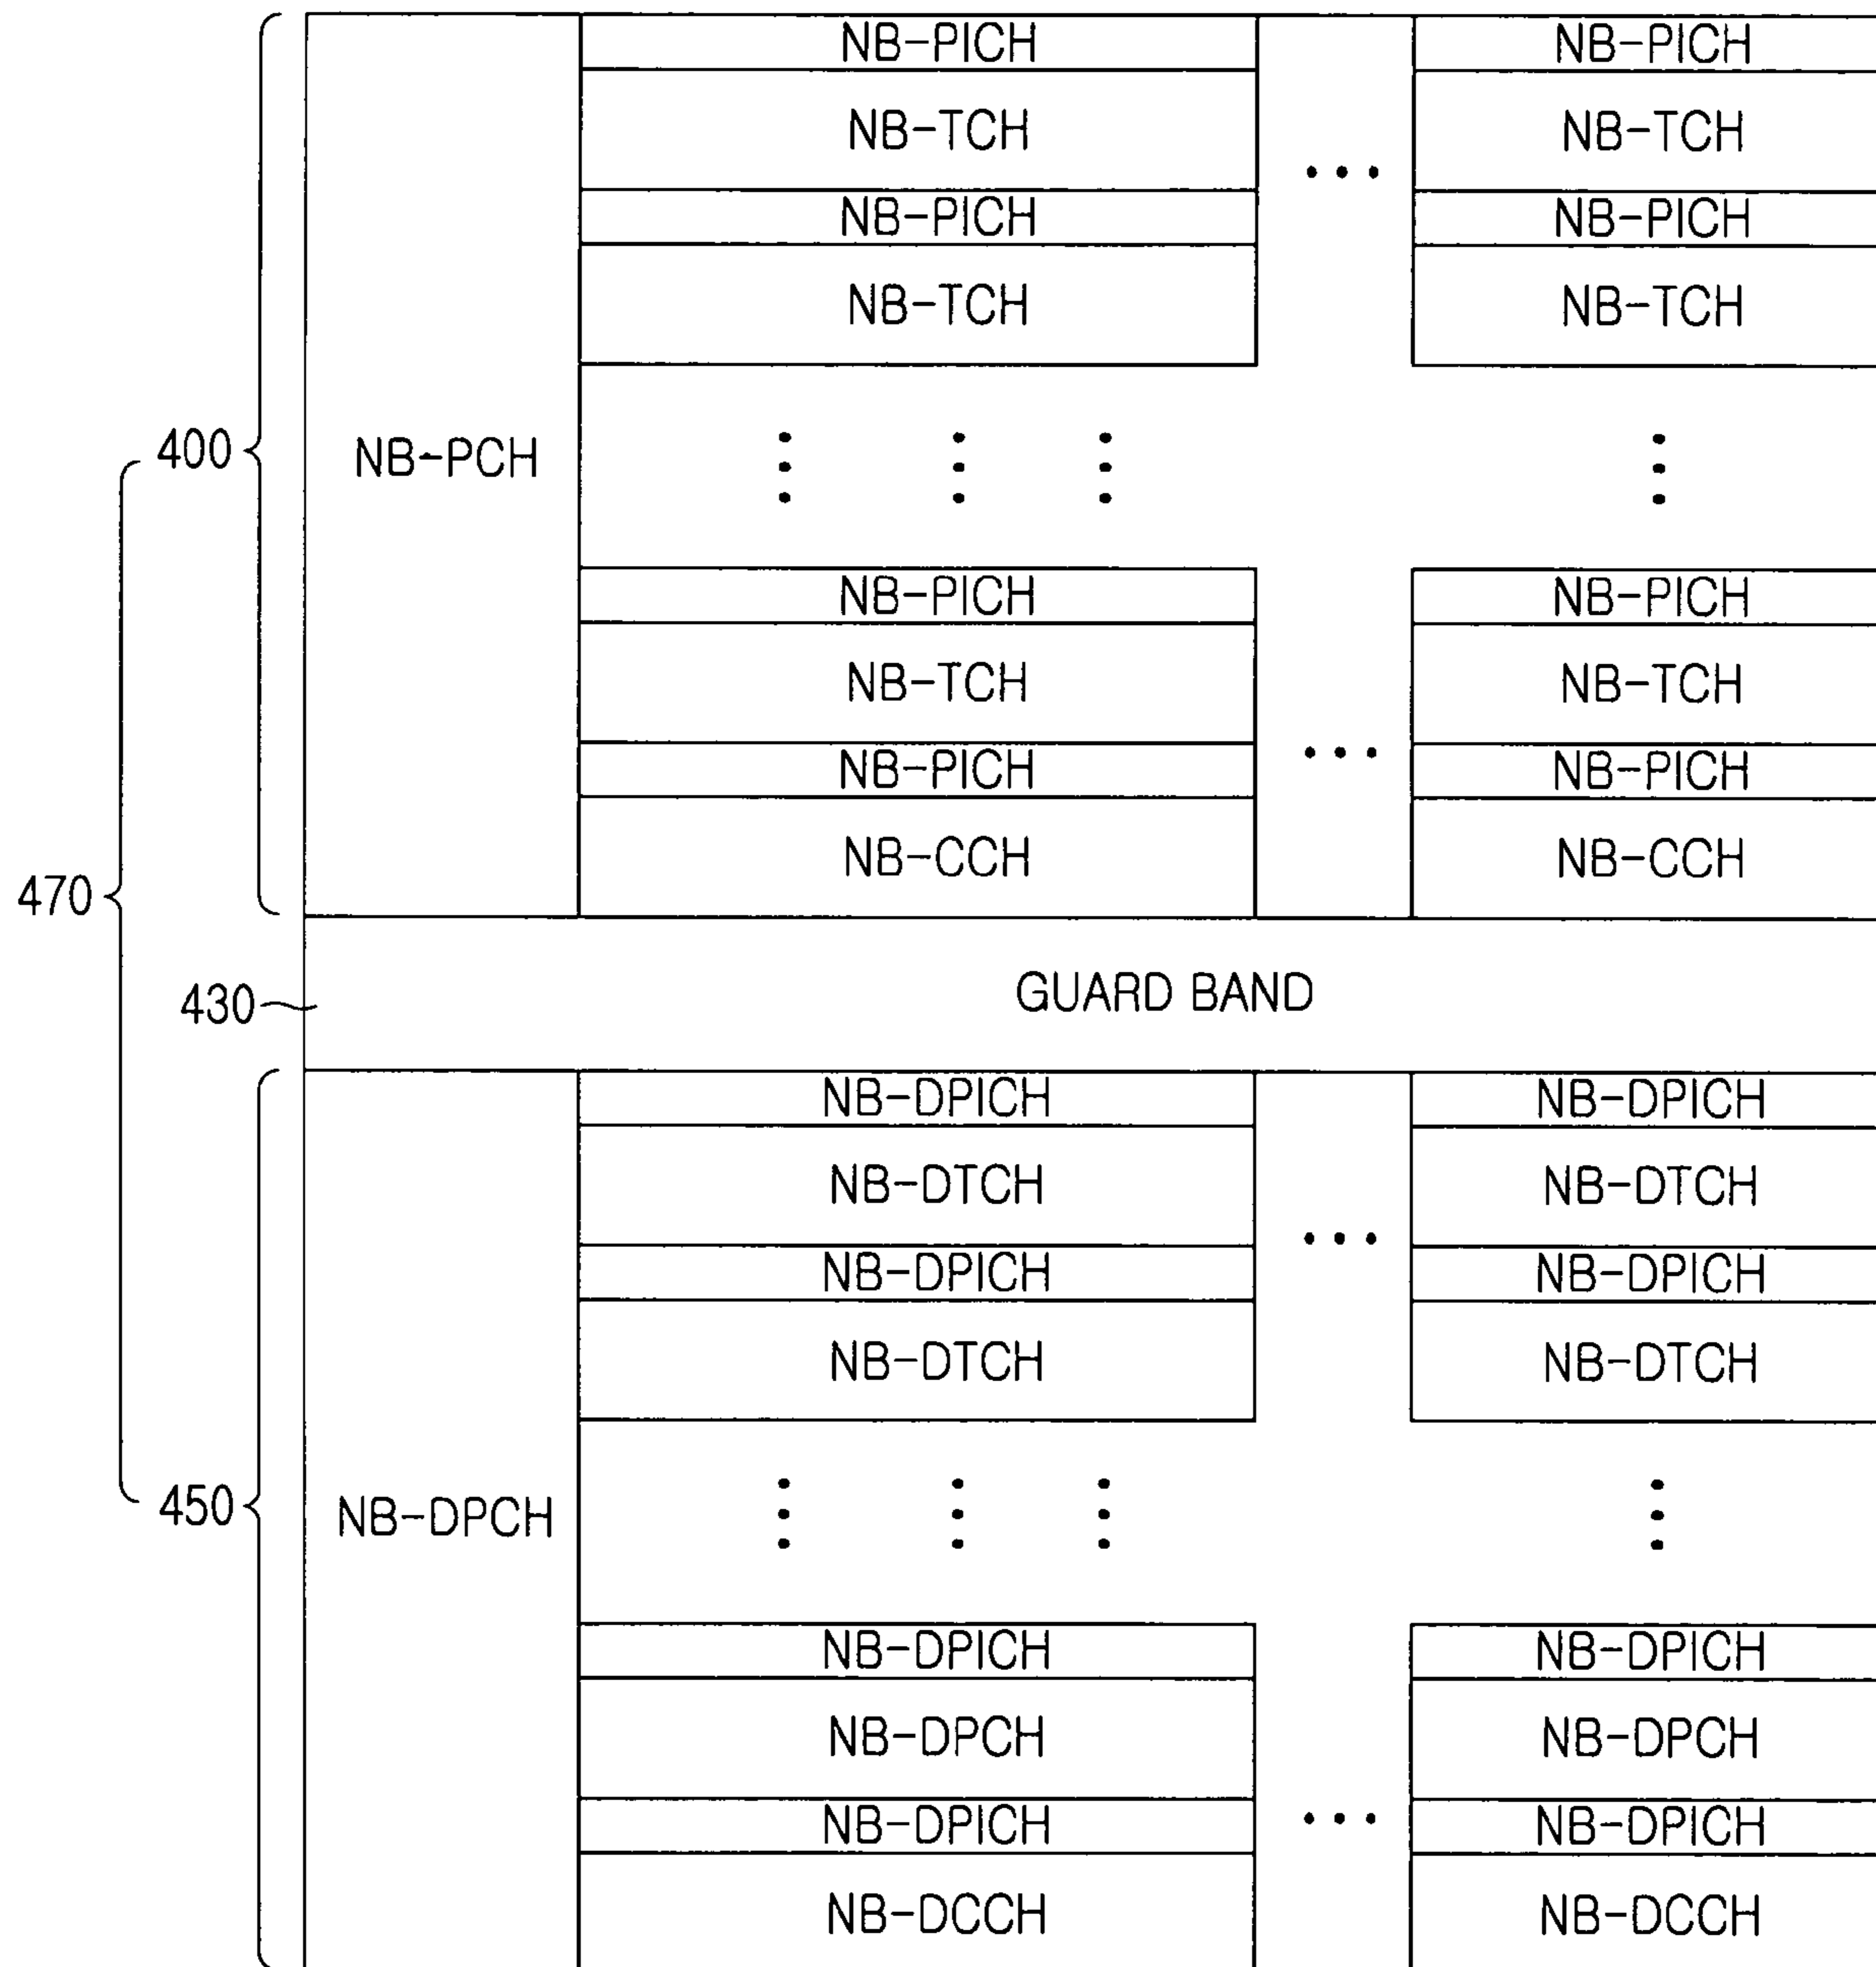 NB-PICH NB-PICH
NB-TCH NB-TCH
NB-PICH NB-PICH
NB-TCH NB-TCH
400 NB-PCH
NB-PICH NB-PICH
NB-TCH NB-TCH
NB-PICH NB-PICH
NB-CCH NB-CCH
470
430 GUARD BAND
NB-DPICH NB-DPICH
NB-DTCH NB-DTCH
NB-DPICH NB-DPICH
NB-DTCH NB-DTCH
450 NB-DPCH
NB-DPICH NB-DPICH
NB-DPCH NB-DPCH
NB-DPICH NB-DPICH
NB-DCCH NB-DCCH